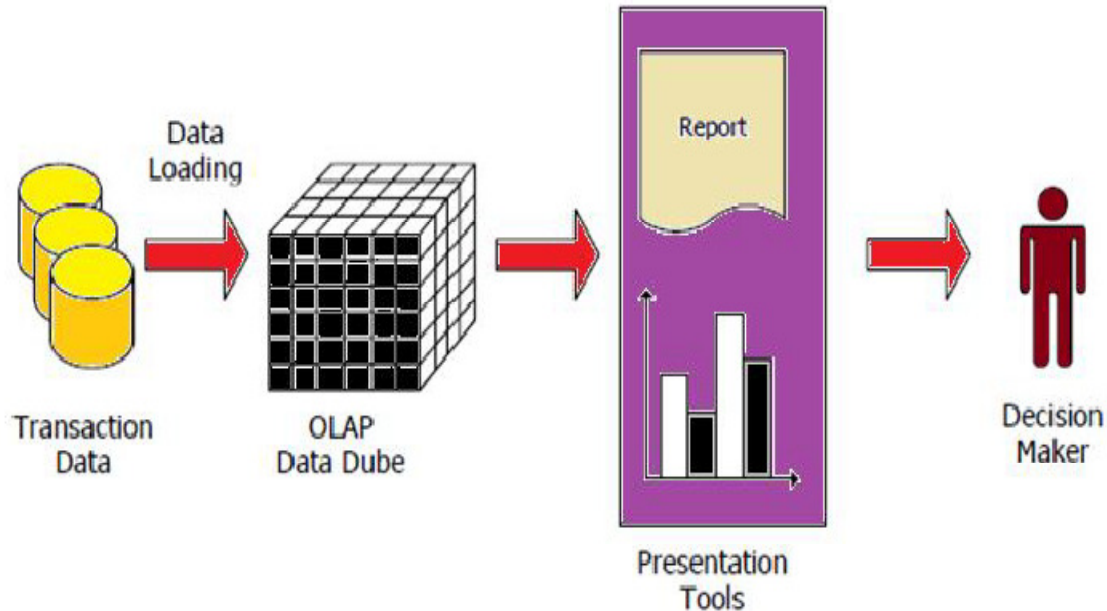 Data
Loading
Transaction
Data
OLAP
Data Dube
Report
Presentation
Tools
Decision
Maker